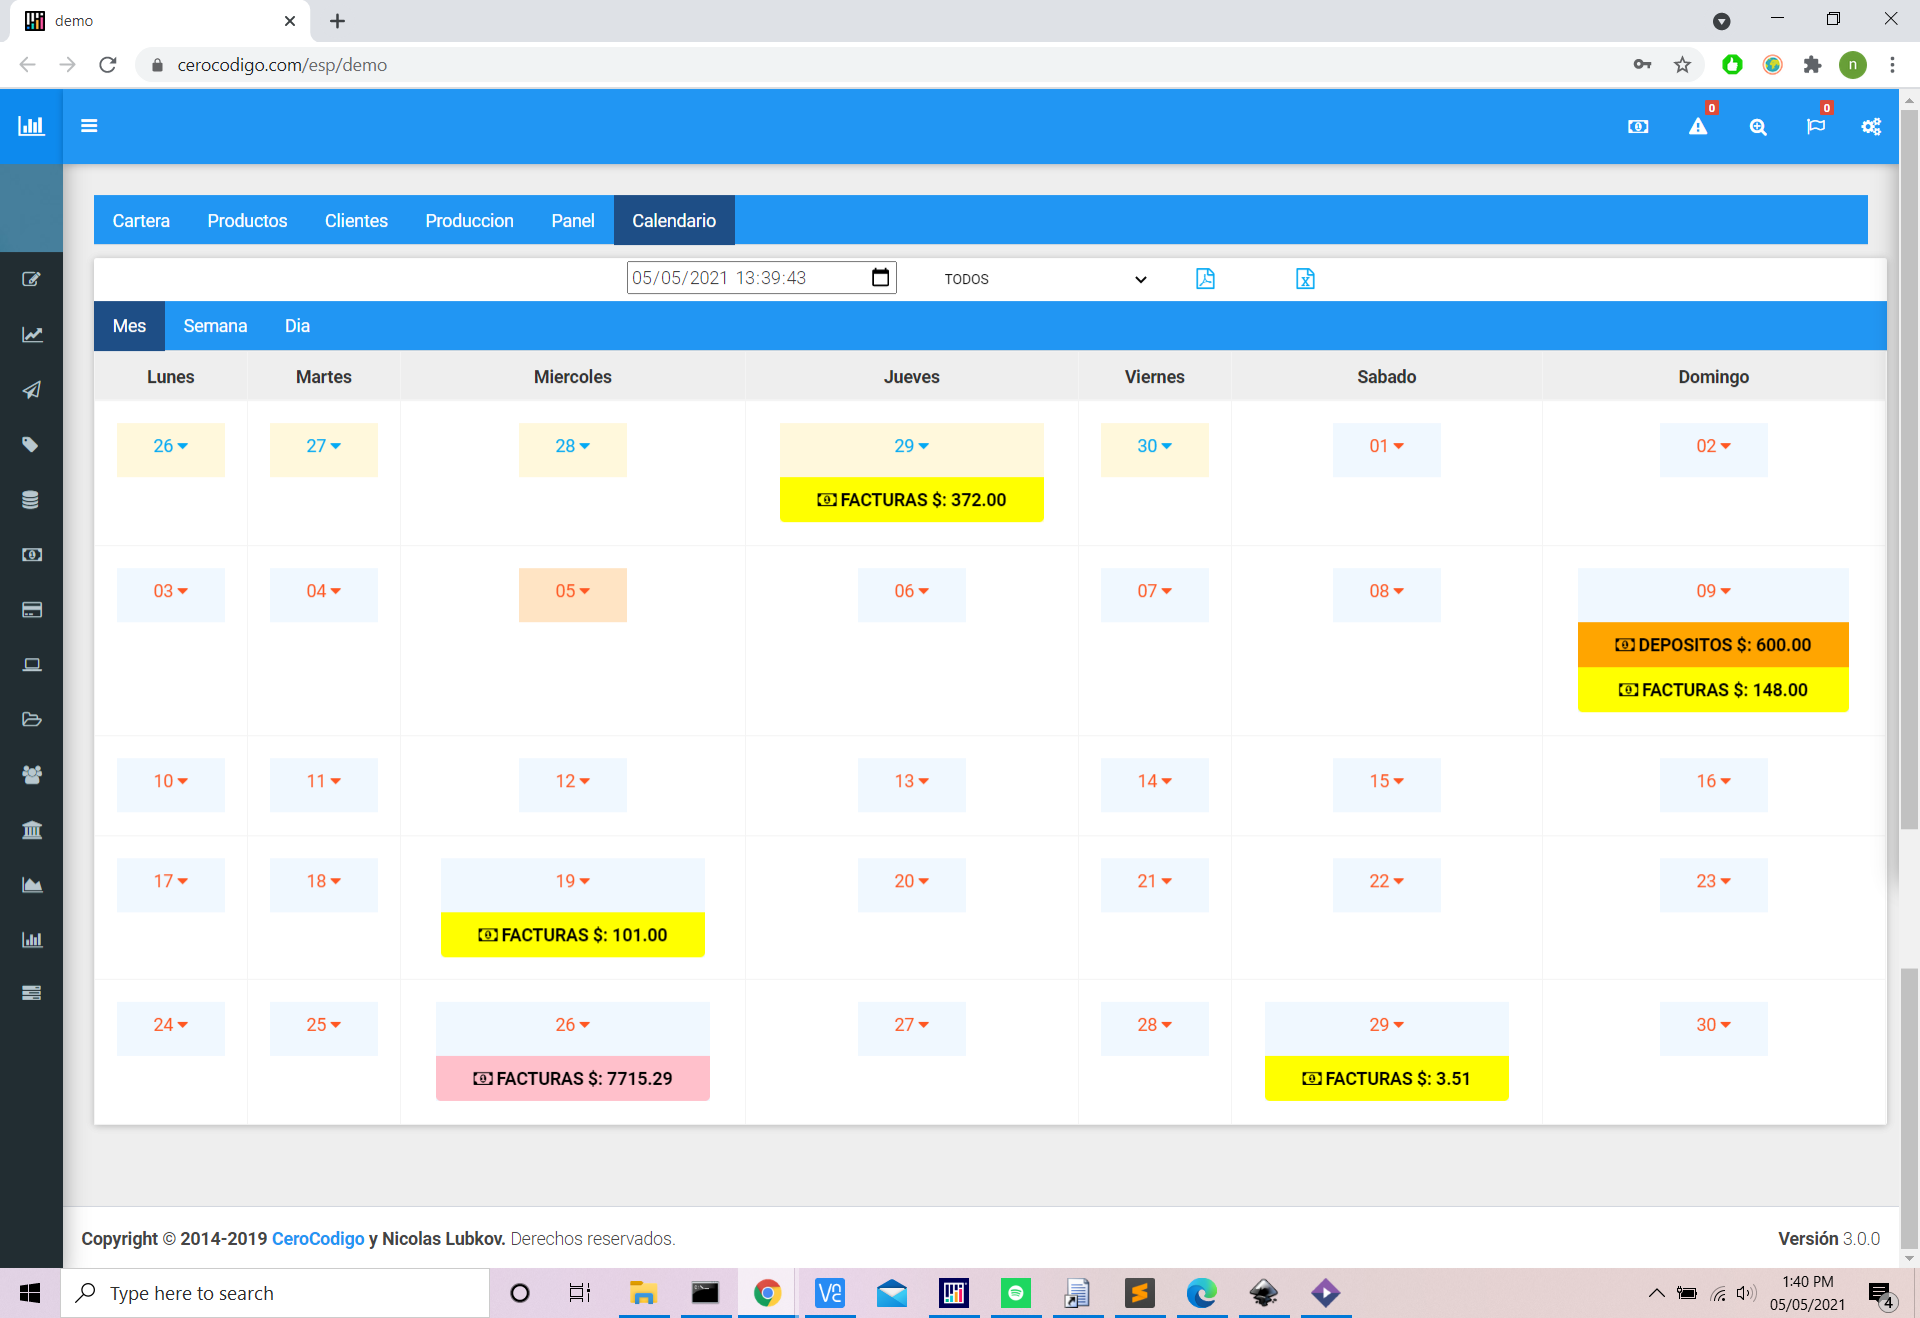 demo
cerocodigo.com/esp/demo
n
0
0
Cartera Productos Clientes Produccion Panel Calendario
05/05/2021 13:39:43 TODOS
Mes Semana Dia
Lunes Martes Miercoles Jueves Viernes Sabado Domingo
26 27 28 29 30 01 02
FACTURAS $: 372.00
03 04 05 06 07 08 09
DEPOSITOS $: 600.00
FACTURAS $: 148.00
10 11 12 13 14 15 16
17 18 19 20 21 22 23
FACTURAS $: 101.00
24 25 26 27 28 29 30
FACTURAS $: 7715.29 FACTURAS $: 3.51
Copyright © 2014-2019 CeroCodigo y Nicolas Lubkov. Derechos reservados. Versión 3.0.0
Type here to search
1:40 PM
05/05/2021
4